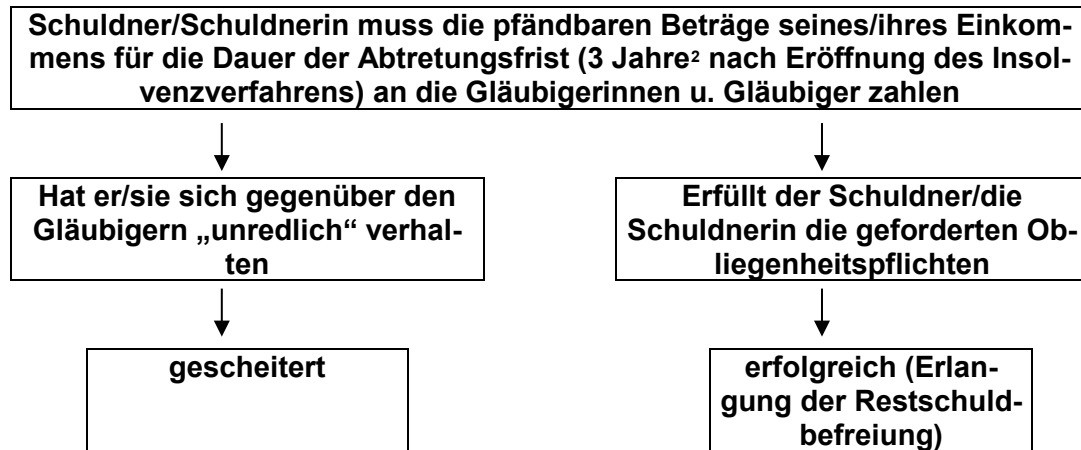 Schuldner/Schuldnerin muss die pfändbaren Beträge seines/ihres Einkom-
mens für die Dauer der Abtretungsfrist (3 Jahre² nach Eröffnung des Insol-
venzverfahrens) an die Gläubigerinnen u. Gläubiger zahlen
Hat er/sie sich gegenüber den
Gläubigern „unredlich“ verhal-
ten
Erfüllt der Schuldner/die
Schuldnerin die geforderten Ob-
liegenheitspflichten
gescheitert
erfolgreich (Erlan-
gung der Restschuld-
befreiung)